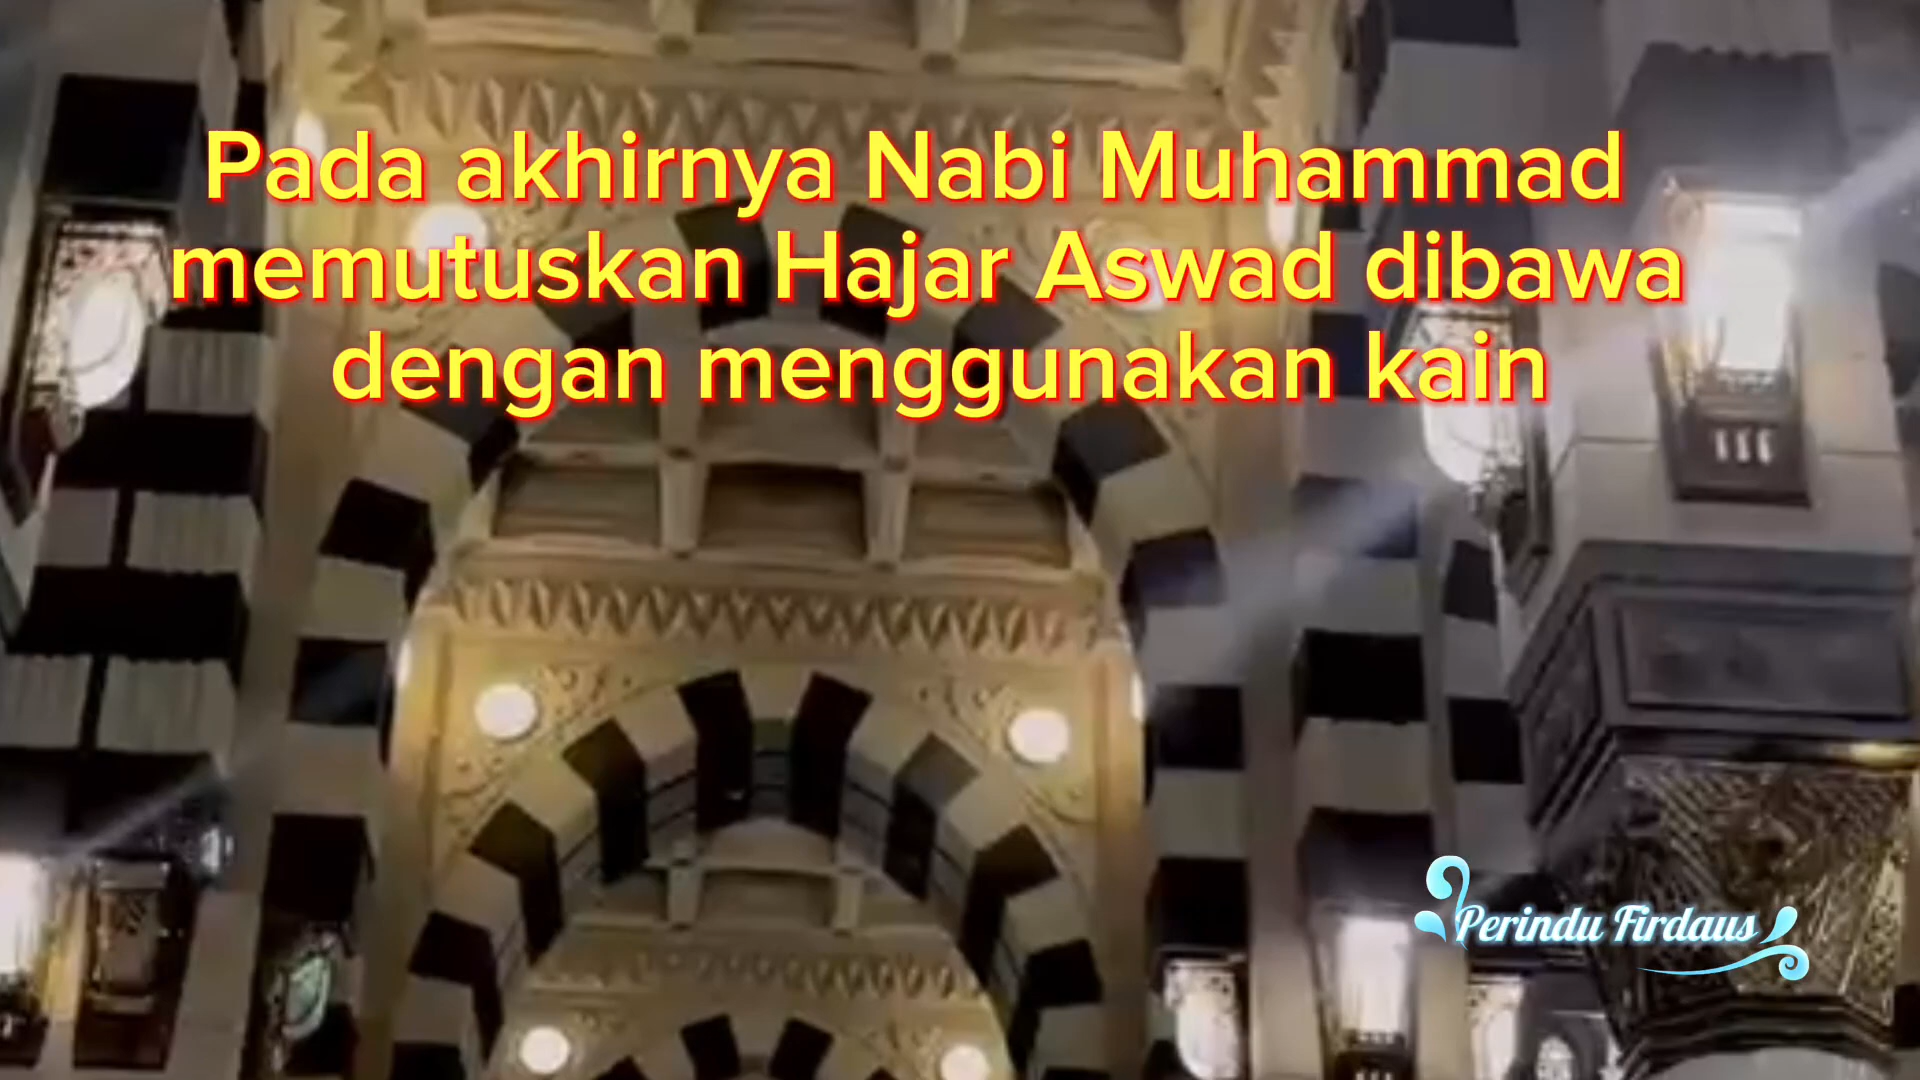 Pada akhirnya Nabi Muhammad
memutuskan Hajar Aswad dibawa
dengan menggunakan kain
Perindu Firdaus